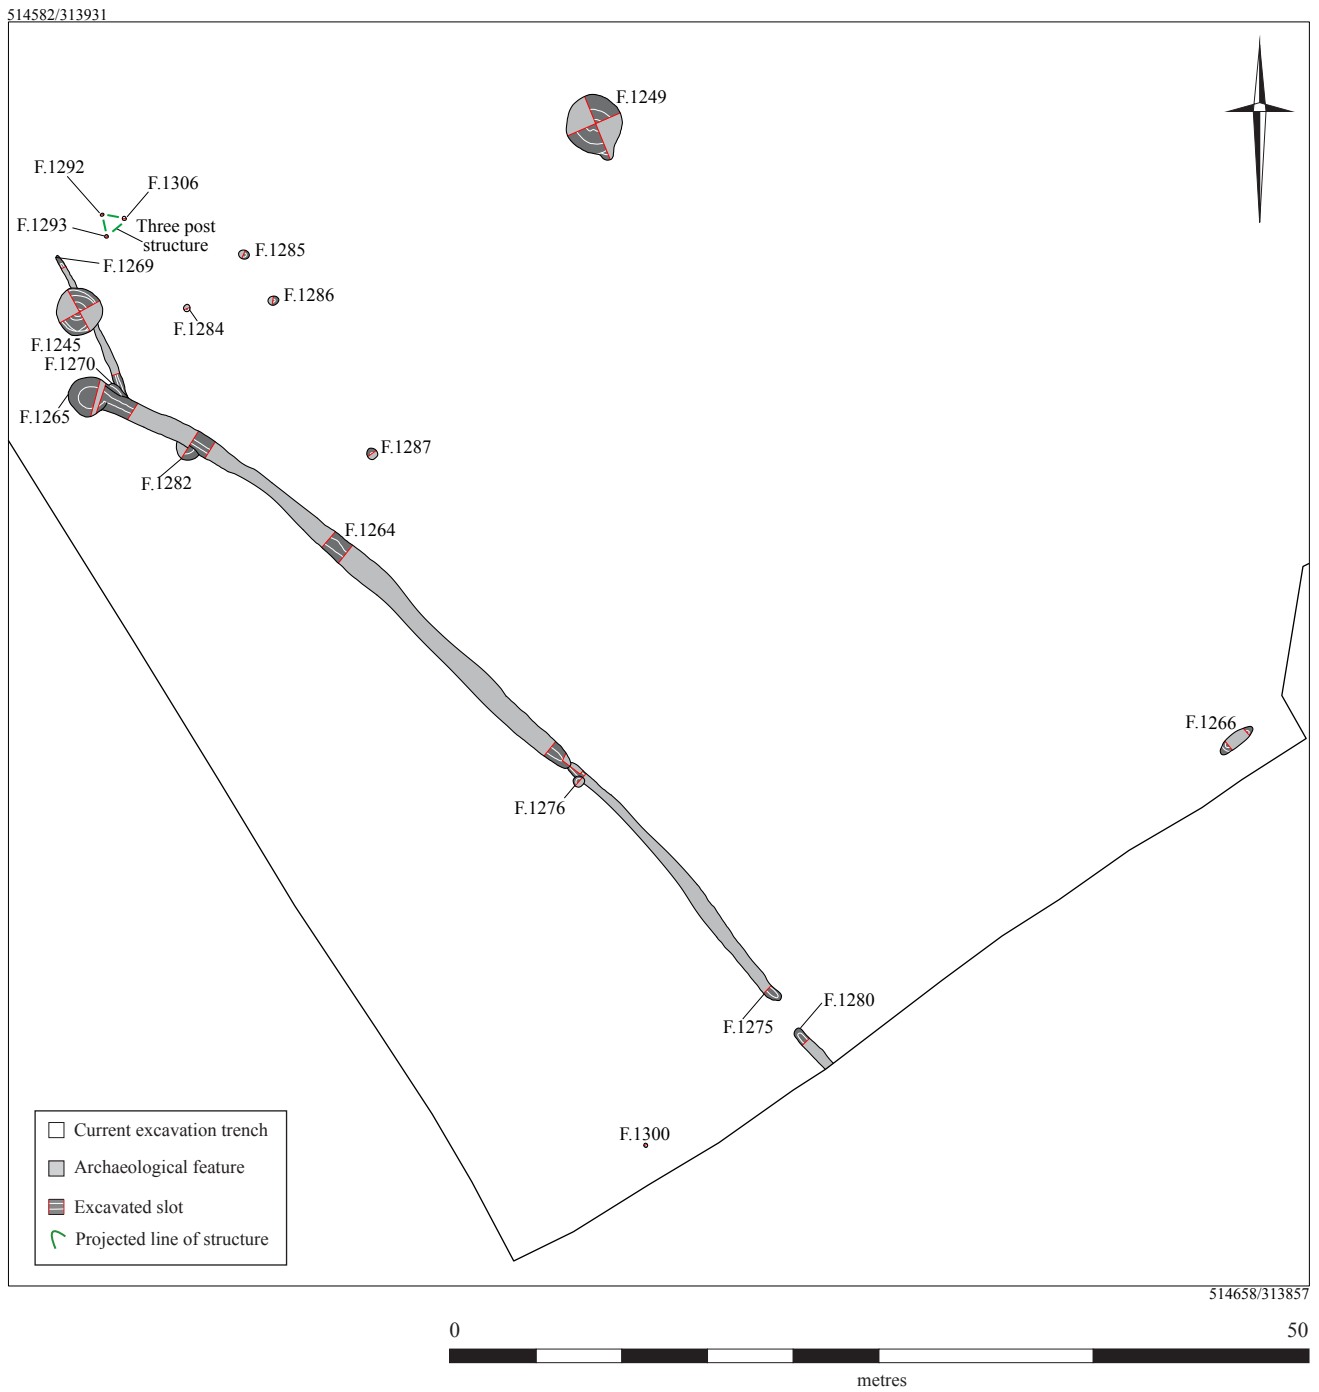 514582/313931
F.1249
F.1292
F.1306
F.1293
Three post
structure
F.1285
F.1269
F.1286
F.1284
F.1245
F.1270
F.1265
F.1287
F.1282
F.1264
F.1266
F.1276
F.1280
F.1275
F.1300
Current excavation trench
Archaeological feature
Excavated slot
Projected line of structure
514658/313857
0 50
metres